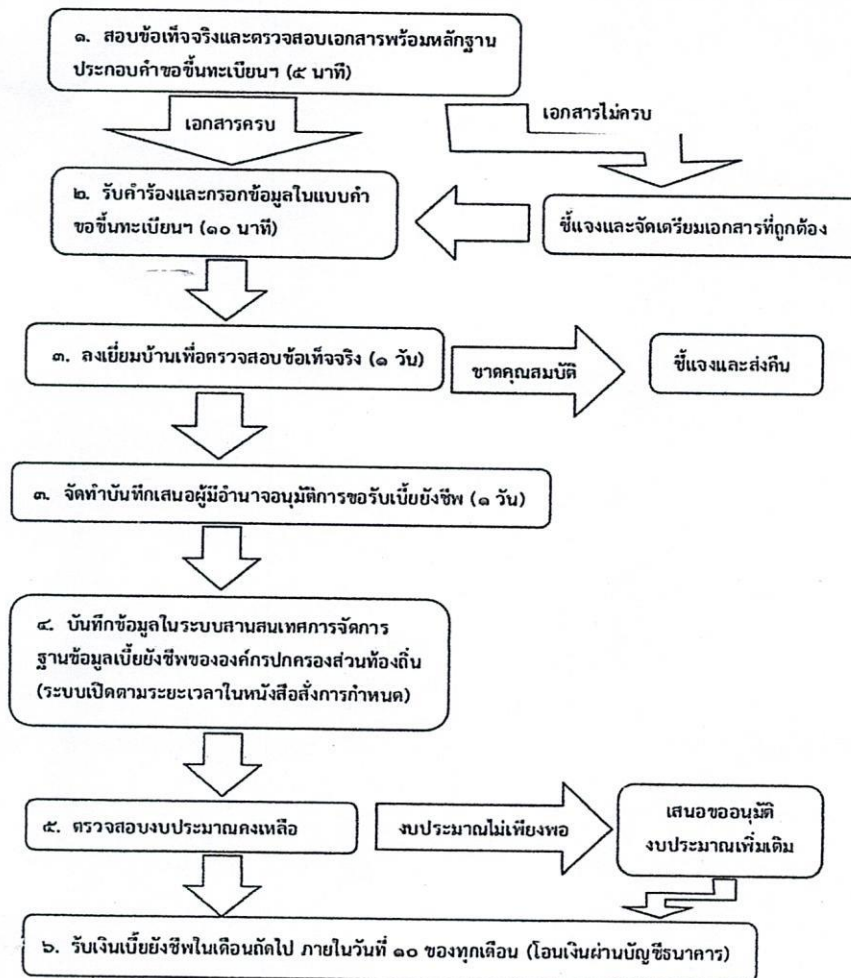 ๑. สอบข้อเท็จจริงและตรวจสอบเอกสารพร้อมหลักฐาน
ประกอบคำขอขึ้นทะเบียนฯ (๕ นาที)
เอกสารครบ
เอกสารไม่ครบ
๒. รับคำร้องและกรอกข้อมูลในแบบคำ
ขอขึ้นทะเบียนฯ (๑๐ นาที)
ชี้แจงและจัดเตรียมเอกสารที่ถูกต้อง
๓. ลงเยี่ยมบ้านเพื่อตรวจสอบข้อเท็จจริง (๑ วัน)
ขาดคุณสมบัติ
ชี้แจงและส่งคืน
๓. จัดทำบันทึกเสนอผู้มีอำนาจอนุมัติการขอรับเบี้ยยังชีพ (๑ วัน)
๔. บันทึกข้อมูลในระบบสานสนเทศการจัดการ
ฐานข้อมูลเบี้ยยังชีพขององค์กรปกครองส่วนท้องถิ่น
(ระบบเปิดตามระยะเวลาในหนังสือสั่งการกำหนด)
๕. ตรวจสอบงบประมาณคงเหลือ
งบประมาณไม่เพียงพอ
เสนอขออนุมัติ
งบประมาณเพิ่มเติม
๖. รับเงินเบี้ยยังชีพในเดือนถัดไป ภายในวันที่ ๑๐ ของทุกเดือน (โอนเงินผ่านบัญชีธนาคาร)